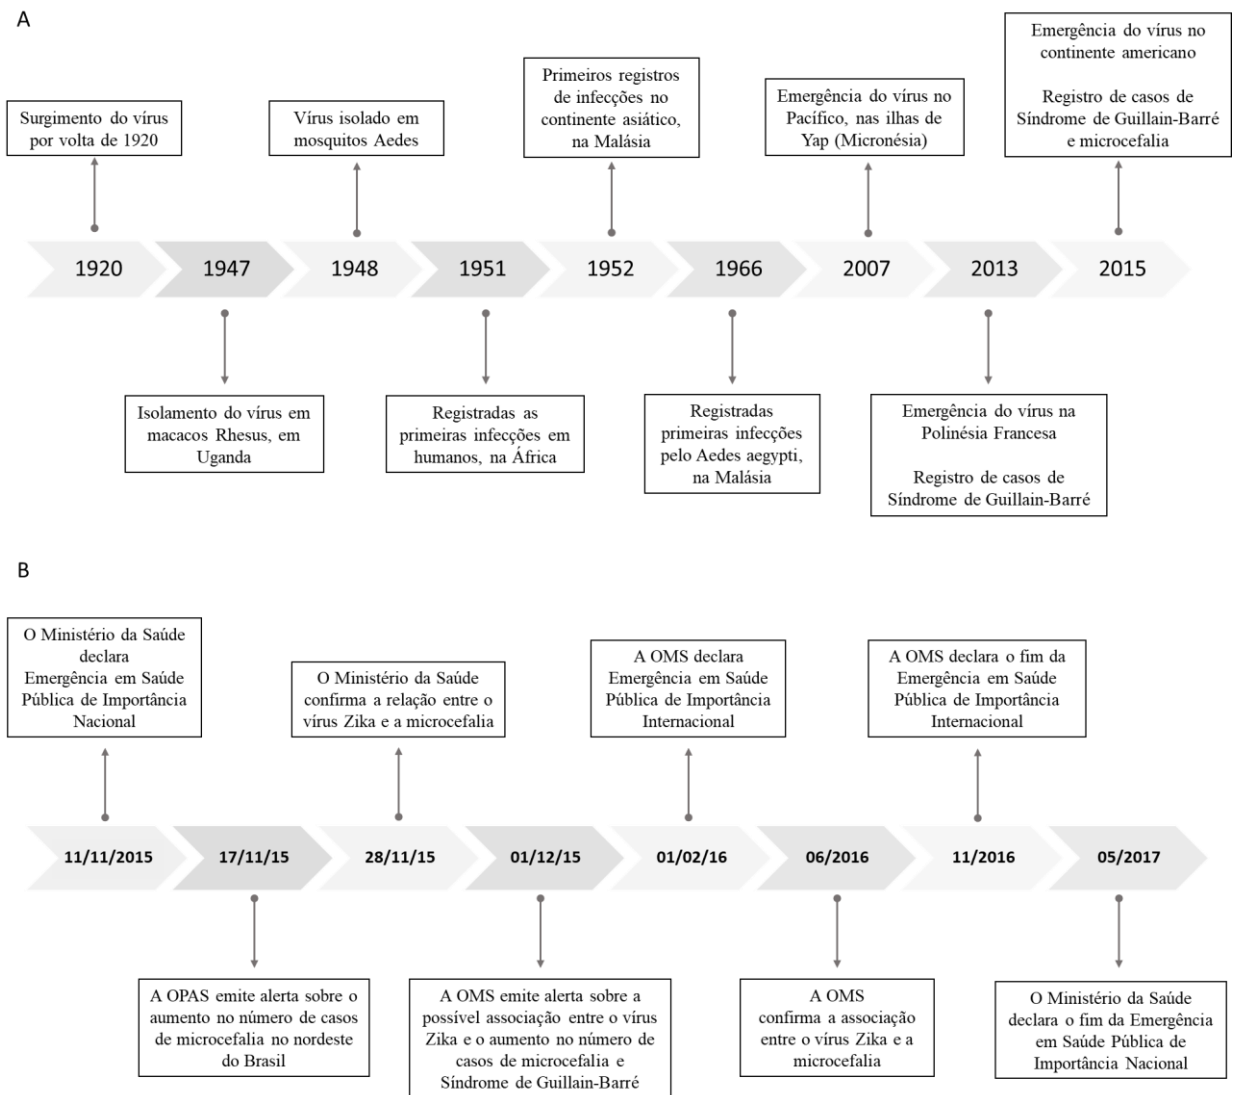 A
Surgimento do vírus
por volta de 1920
Vírus isolado em
mosquitos Aedes
Primeiros registros
de infecções no
continente asiático,
na Malásia
Emergência do vírus no
Pacífico, nas ilhas de
Yap (Micronésia)
Emergência do vírus no
continente americano
Registro de casos de
Síndrome de Guillain-Barré
e microcefalia
1920
1947
1948
1951
1952
1966
2007
2013
2015
Isolamento do vírus em
macacos Rhesus, em
Uganda
Registradas as
primeiras infecções em
humanos, na África
Registradas
primeiras infecções
pelo Aedes aegypti,
na Malásia
Emergência do vírus na
Polinésia Francesa
Registro de casos de
Síndrome de Guillain-Barré
B
O Ministério da Saúde
declara
Emergência em Saúde
Pública de Importância
Nacional
O Ministério da Saúde
confirma a relação entre o
vírus Zika e a microcefalia
A OMS declara
Emergência em Saúde
Pública de Importância
Internacional
A OMS declara o fim da
Emergência em Saúde
Pública de Importância
Internacional
11/11/2015
17/11/15
28/11/15
01/12/15
01/02/16
06/2016
11/2016
05/2017
A OPAS emite alerta sobre o
aumento no número de casos
de microcefalia no nordeste
do Brasil
A OMS emite alerta sobre a
possível associação entre o vírus
Zika e o aumento no número de
casos de microcefalia e
Síndrome de Guillain-Barré
A OMS
confirma a associação
entre o vírus Zika e a
microcefalia
O Ministério da Saúde
declara o fim da Emergência
em Saúde Pública de
Importância Nacional